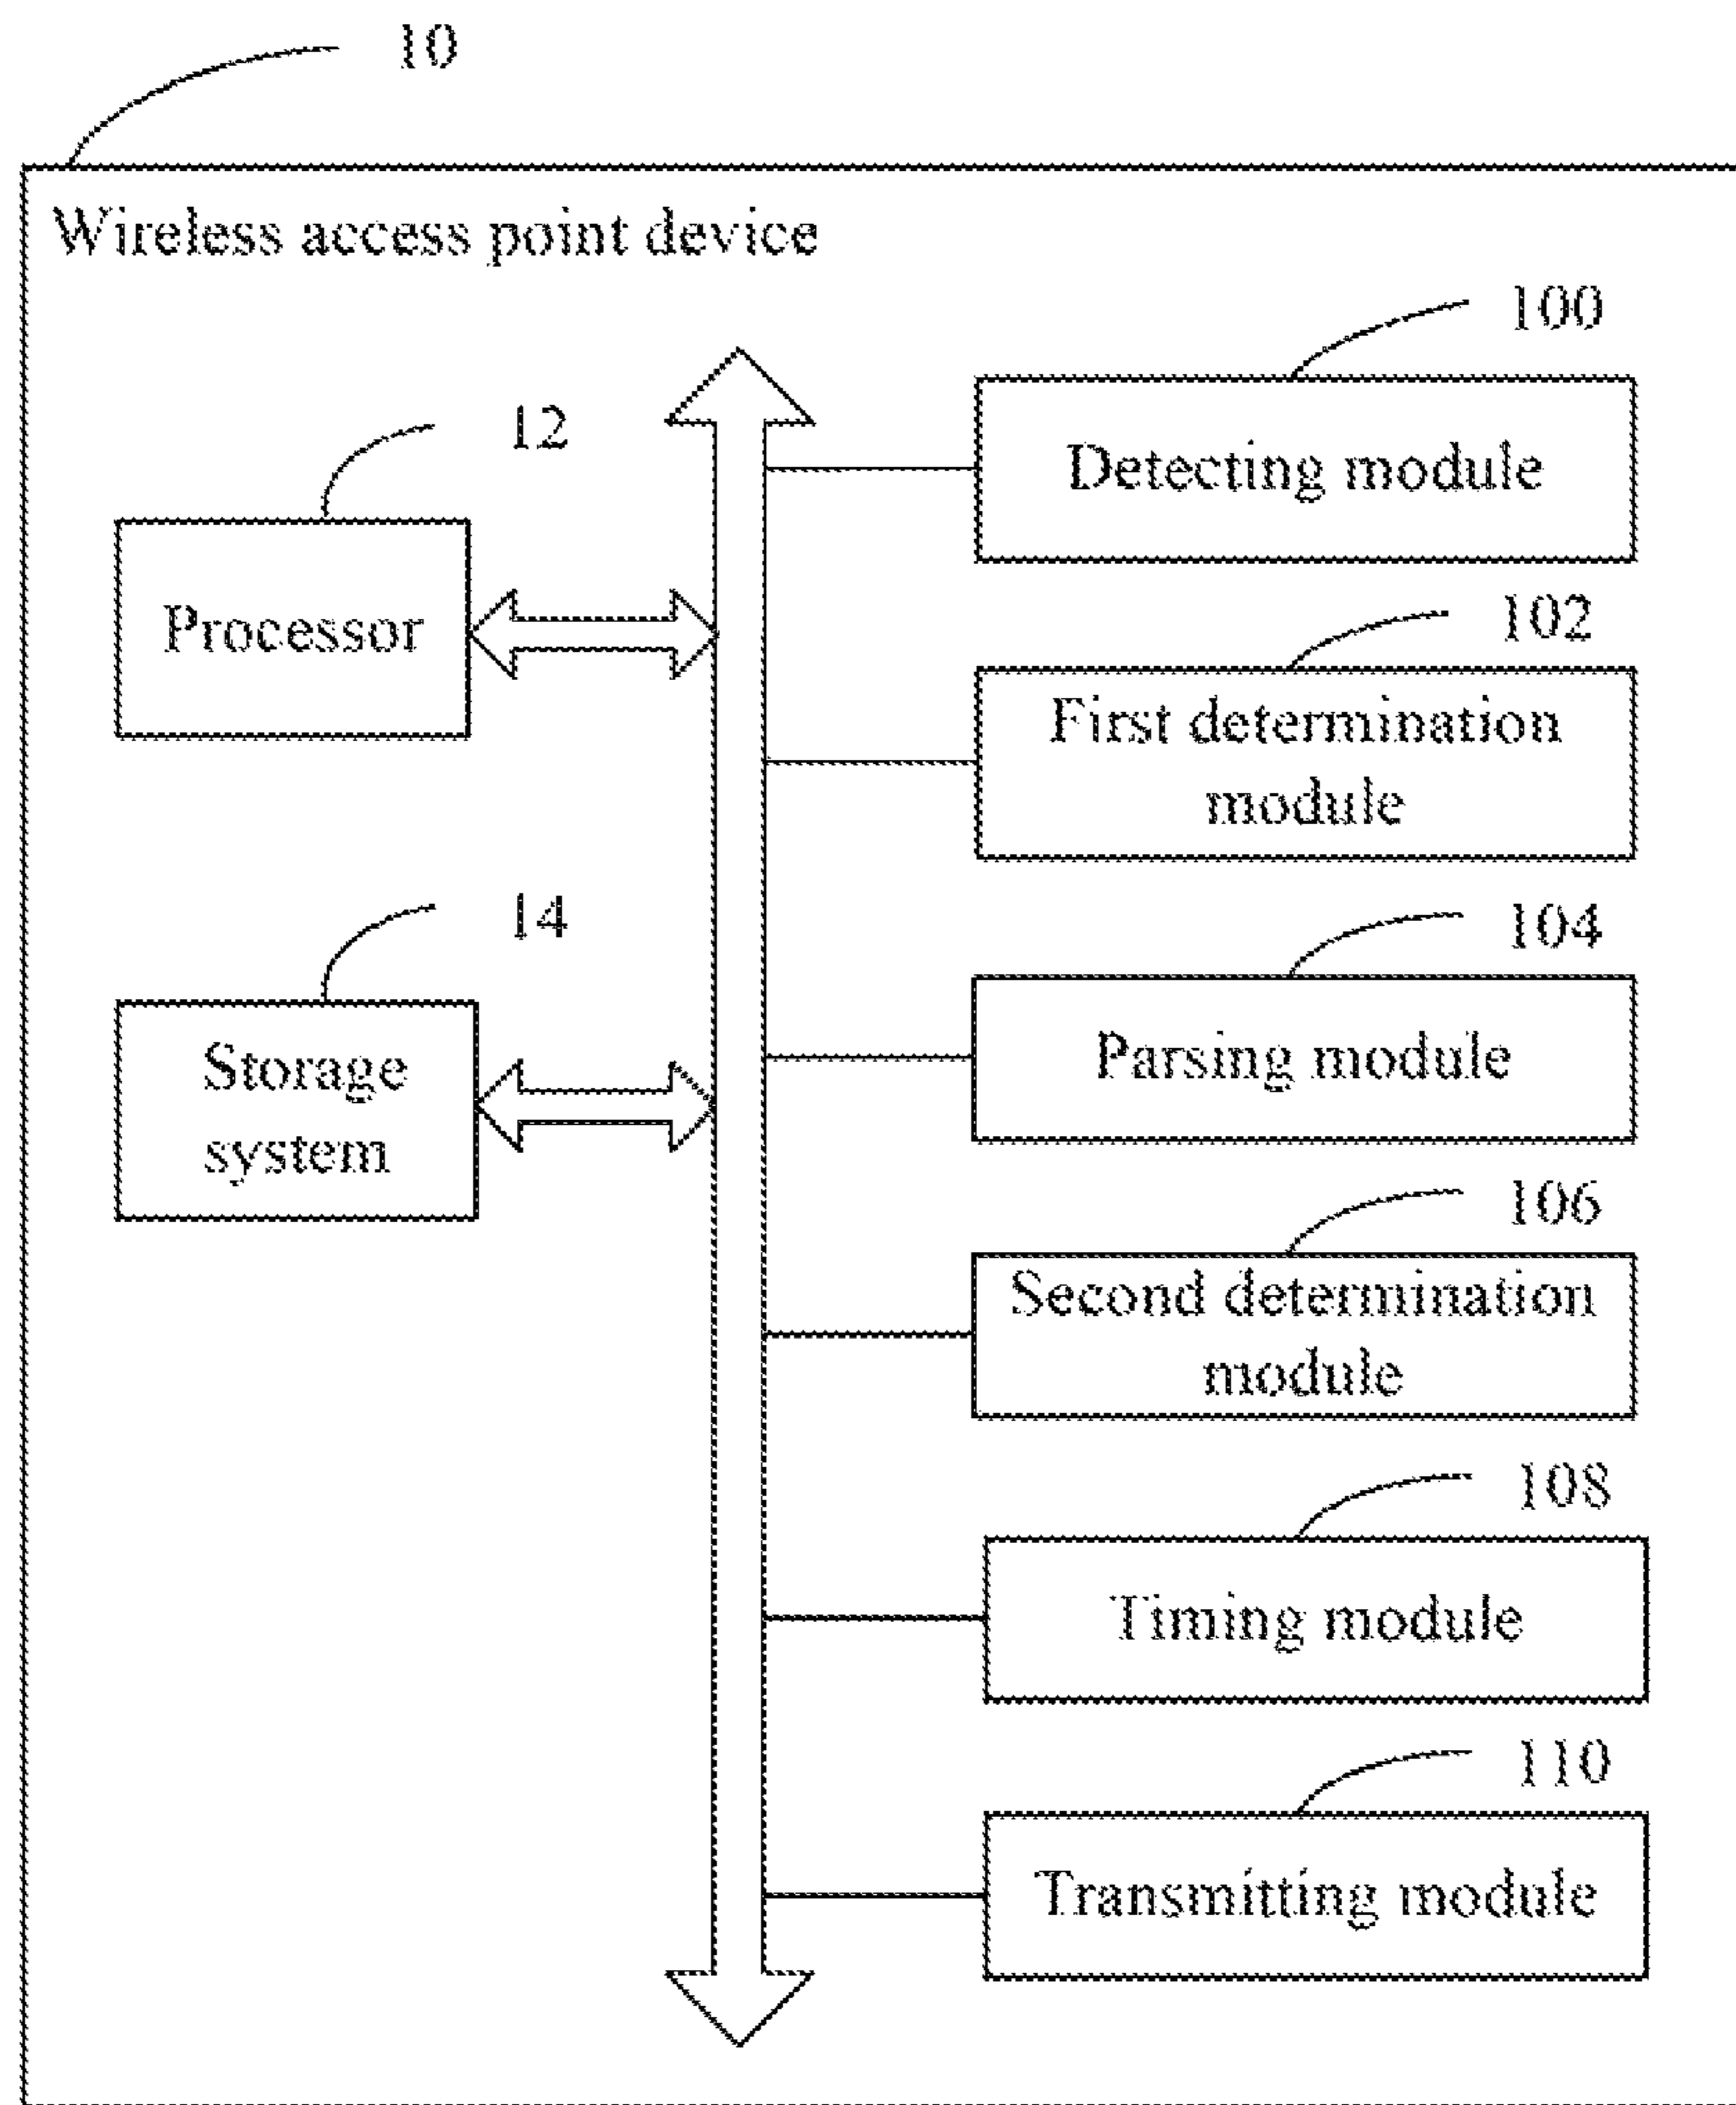 10
Wireless access point device
100
Detecting module
12
Processor
102
First determination
module
14
Storage
system
104
Parsing module
106
Second determination
module
108
Timing module
110
Transmitting module